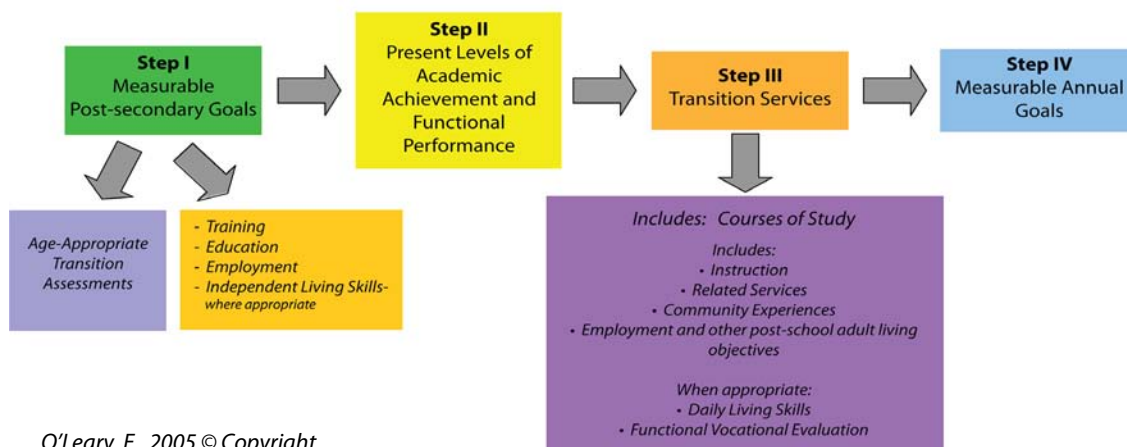 Step I
Measurable
Post-secondary Goals
Step II
Present Levels of
Academic
Achievement and
Functional
Performance
Step III
Transition Services
Step IV
Measurable Annual
Goals
Age-Appropriate
Transition
Assessments
- Training
- Education
- Employment
- Independent Living Skills-
where appropriate
Includes: Courses of Study
Includes:
• Instruction
• Related Services
• Community Experiences
• Employment and other post-school adult living
objectives
When appropriate:
• Daily Living Skills
• Functional Vocational Evaluation
O'Leary, E., 2005 © Copyright